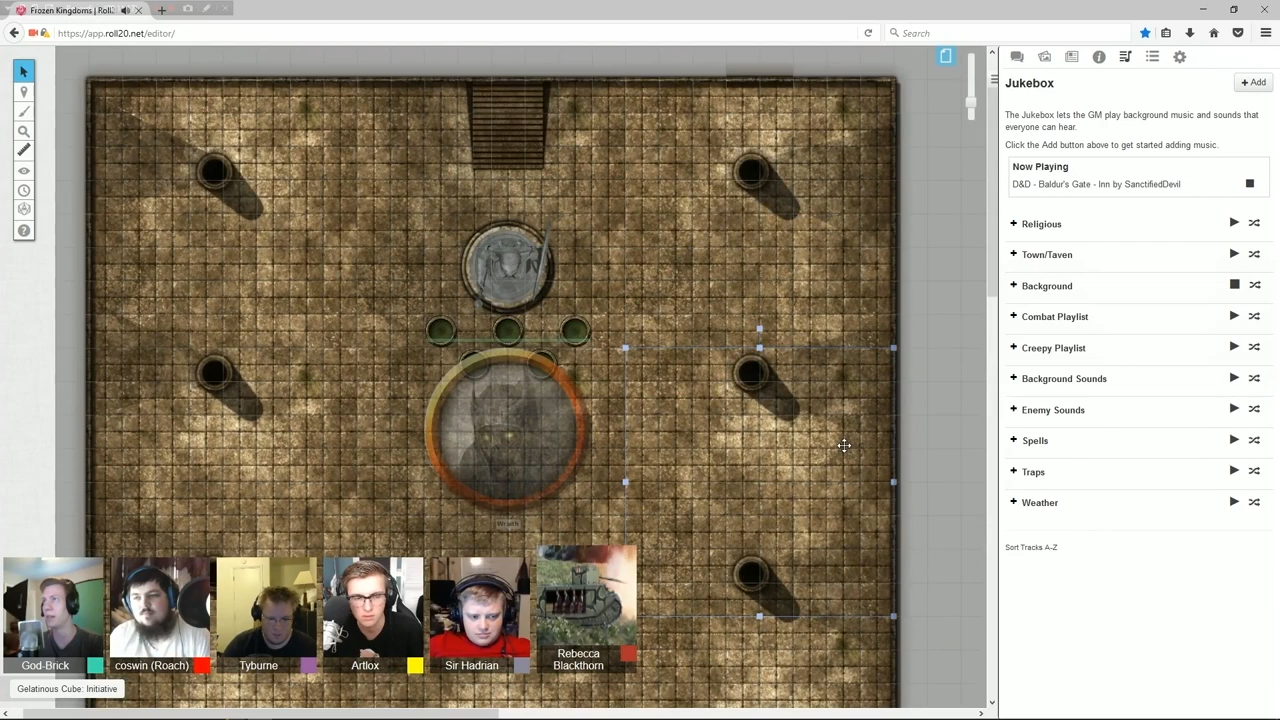 Frozen Kingdoms | Roll2
https://app.roll20.net/editor/
Search
Jukebox
Add
The Jukebox lets the GM play background music and sounds that
everyone can hear.
Click the Add button above to get started adding music.
Now Playing
D&D - Baldur's Gate - Inn by SanctifiedDevil
Religious
Town/Taven
Background
Combat Playlist
Creepy Playlist
Background Sounds
Enemy Sounds
Spells
Traps
Weather
Sort Tracks A-Z
Wraith
God-Brick
coswin (Roach)
Tyburne
Artlox
Sir Hadrian
Rebecca
Blackthorn
Gelatinous Cube: Initiative